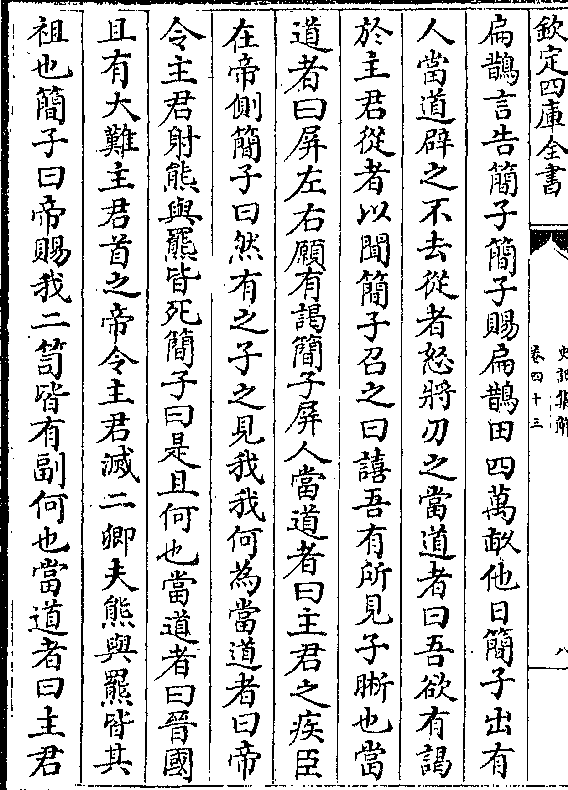 欽定四庫全書
史記集解
卷四十三
八
扁鵲言告簡子簡子賜扁鵲田四萬畝他日簡子出有
人當道辟之不去從者怒將刃之當道者曰吾欲有謁
於主君從者以聞簡子召之曰譆吾有所見子晣也當
道者曰屏左右願有謁簡子屏人當道者曰主君之疾臣
在帝側簡子曰然有之子之見我我何為當道者曰帝
令主君射熊與羆皆死簡子曰是且何也當道者曰晉國
且有大難主君首之帝令主君滅二卿夫熊與羆皆其
祖也簡子曰帝賜我二笥皆有副何也當道者曰主君